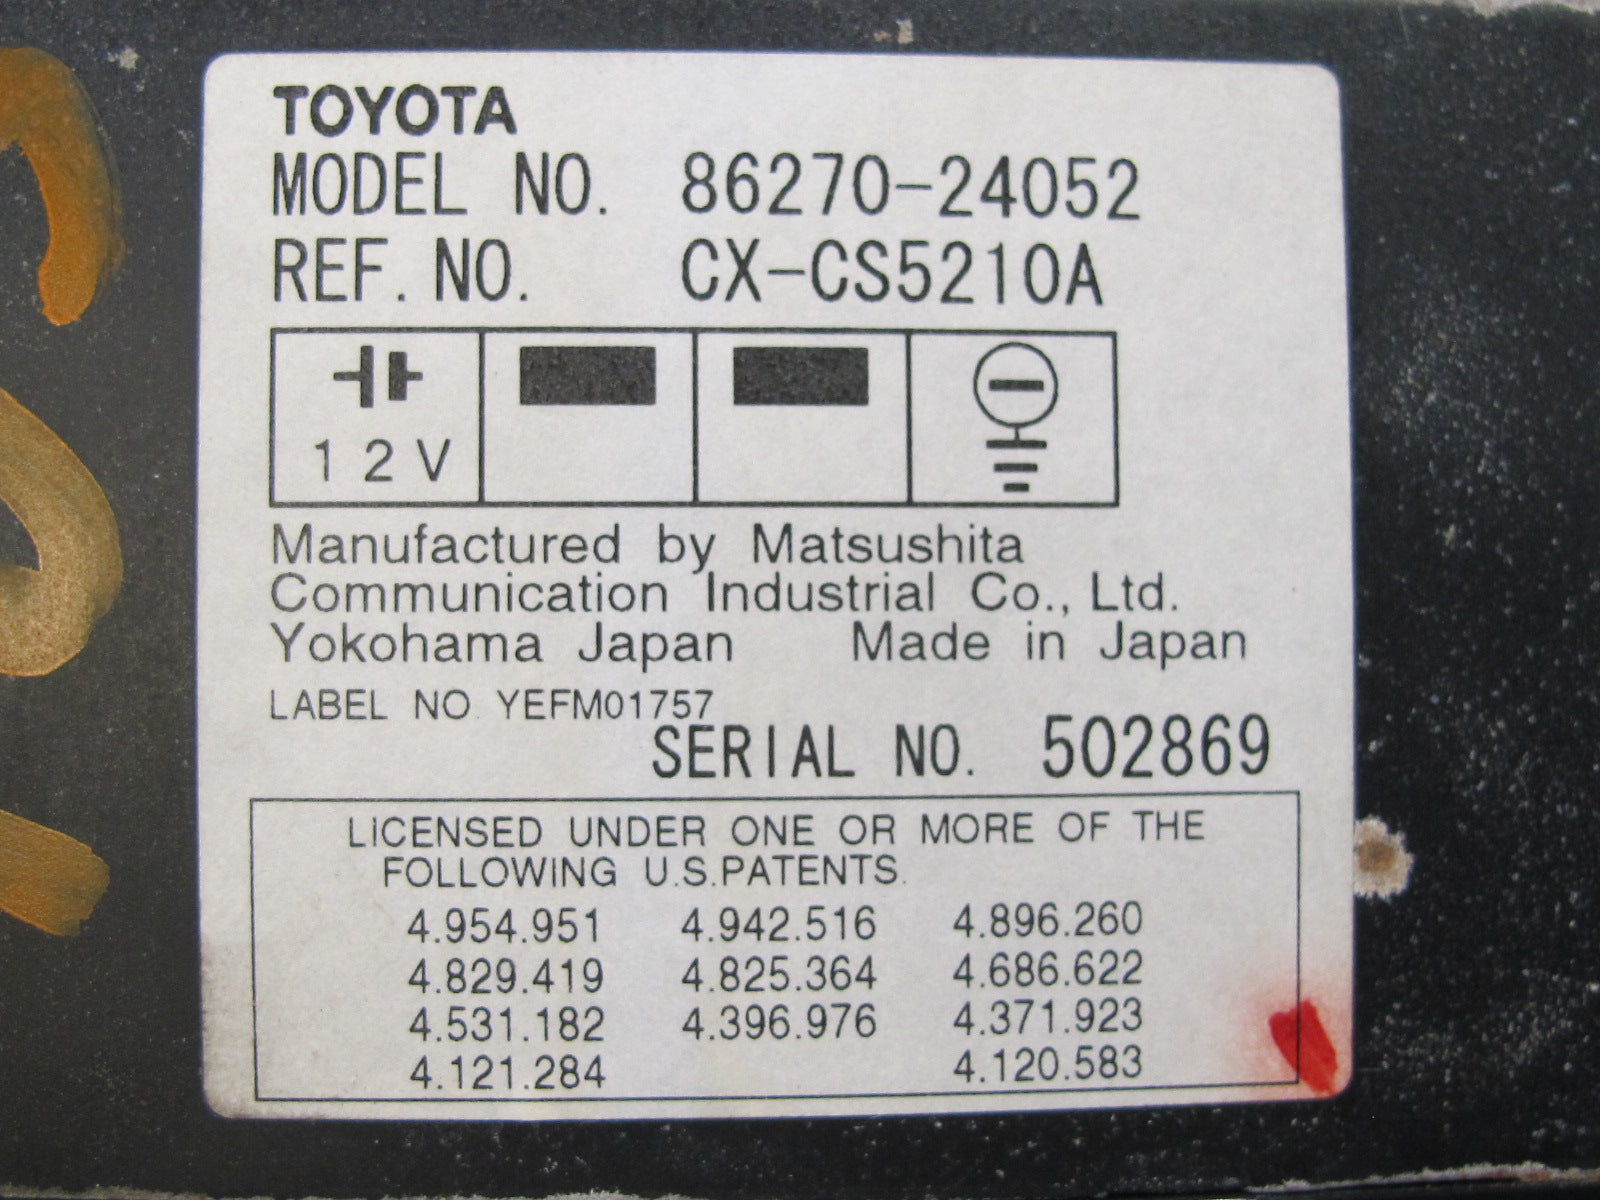 TOYOTA
MODEL NO. 86270-24052
REF. NO. CX-CS5210A
12V
Manufactured by Matsushita
Communication Industrial Co., Ltd.
Yokohama Japan Made in Japan
LABEL NO. YEFM01757
SERIAL NO. 502869
LICENSED UNDER ONE OR MORE OF THE
FOLLOWING U.S.PATENTS.
4.954.951 4.942.516 4.896.260
4.829.419 4.825.364 4.686.622
4.531.182 4.396.976 4.371.923
4.121.284 4.120.583